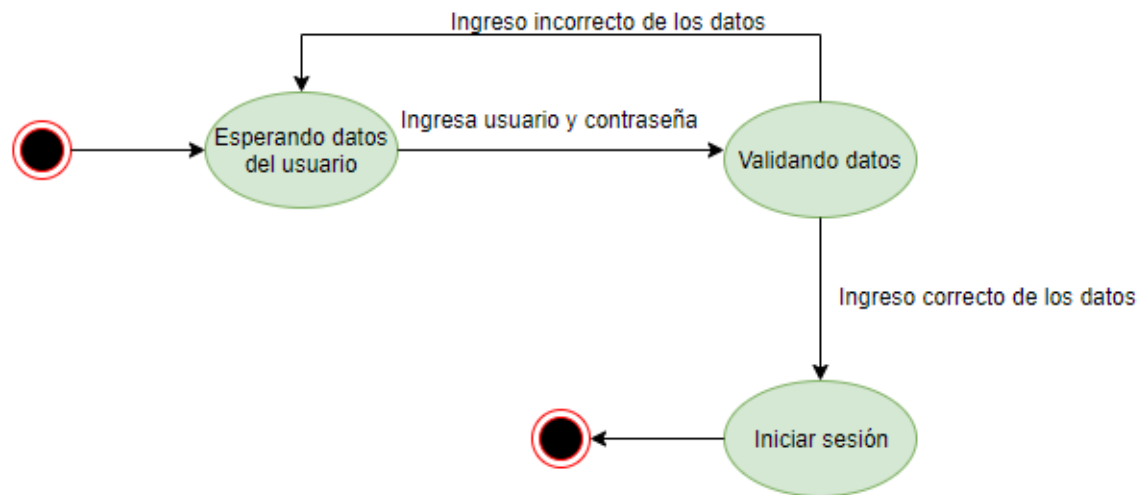 Ingreso incorrecto de los datos
Esperando datos
del usuario
Ingresa usuario y contraseña
Validando datos
Ingreso correcto de los datos
Iniciar sesión